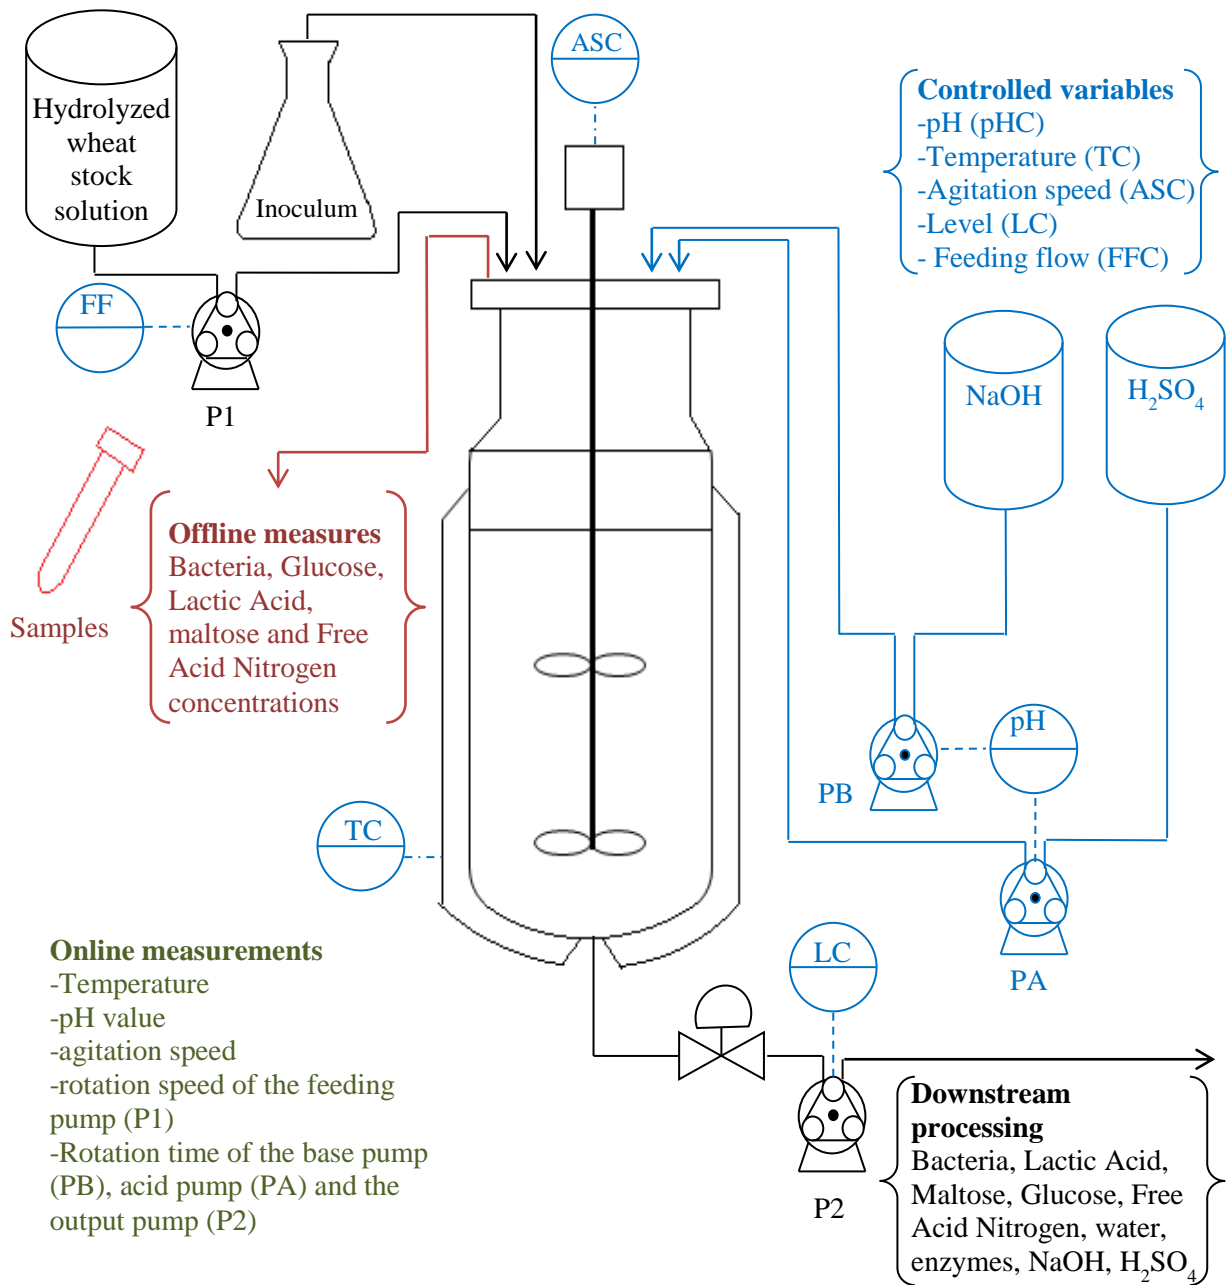 Hydrolyzed
wheat
stock
solution
Inoculum
ASC
Controlled variables
-pH (pHC)
-Temperature (TC)
-Agitation speed (ASC)
-Level (LC)
- Feeding flow (FFC)
FF
P1
NaOH
H₂SO₄
Samples
Offline measures
Bacteria, Glucose,
Lactic Acid,
maltose and Free
Acid Nitrogen
concentrations
PB
pH
PA
TC
LC
Online measurements
-Temperature
-pH value
-agitation speed
-rotation speed of the feeding
pump (P1)
-Rotation time of the base pump
(PB), acid pump (PA) and the
output pump (P2)
P2
Downstream
processing
Bacteria, Lactic Acid,
Maltose, Glucose, Free
Acid Nitrogen, water,
enzymes, NaOH, H₂SO₄